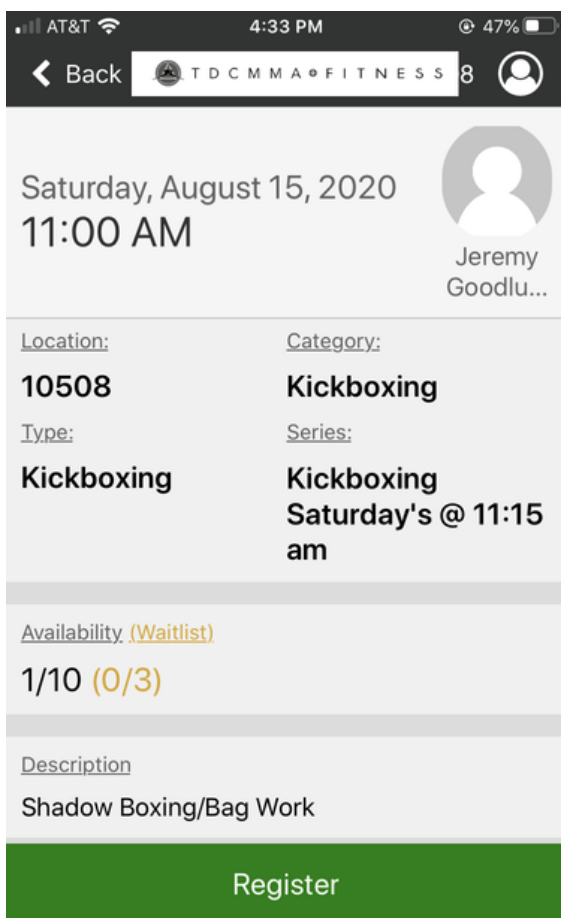 AT&T 4:33 PM 47%
Back TDCMMA FITNESS 8
Saturday, August 15, 2020
11:00 AM
Jeremy
Goodlu...
Location: Category:
10508 Kickboxing
Type: Series:
Kickboxing Kickboxing
Saturday's @ 11:15
am
Availability (Waitlist)
1/10 (0/3)
Description
Shadow Boxing/Bag Work
Register